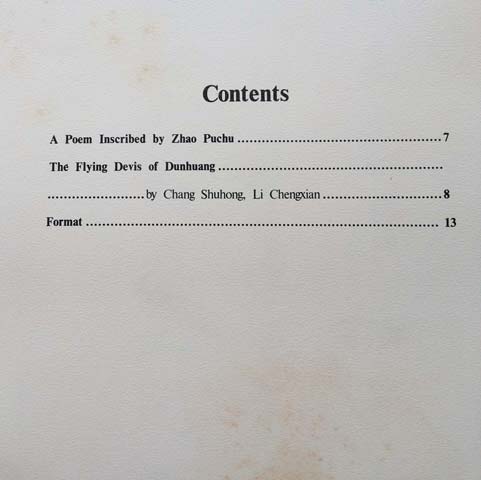 Contents
A Poem Inscribed by Zhao Puchu ................................................... 7
The Flying Devis of Dunhuang ........................................................
........................by Chang Shuhong, Li Chengxian .............................. 8
Format ......................................................................................... 13